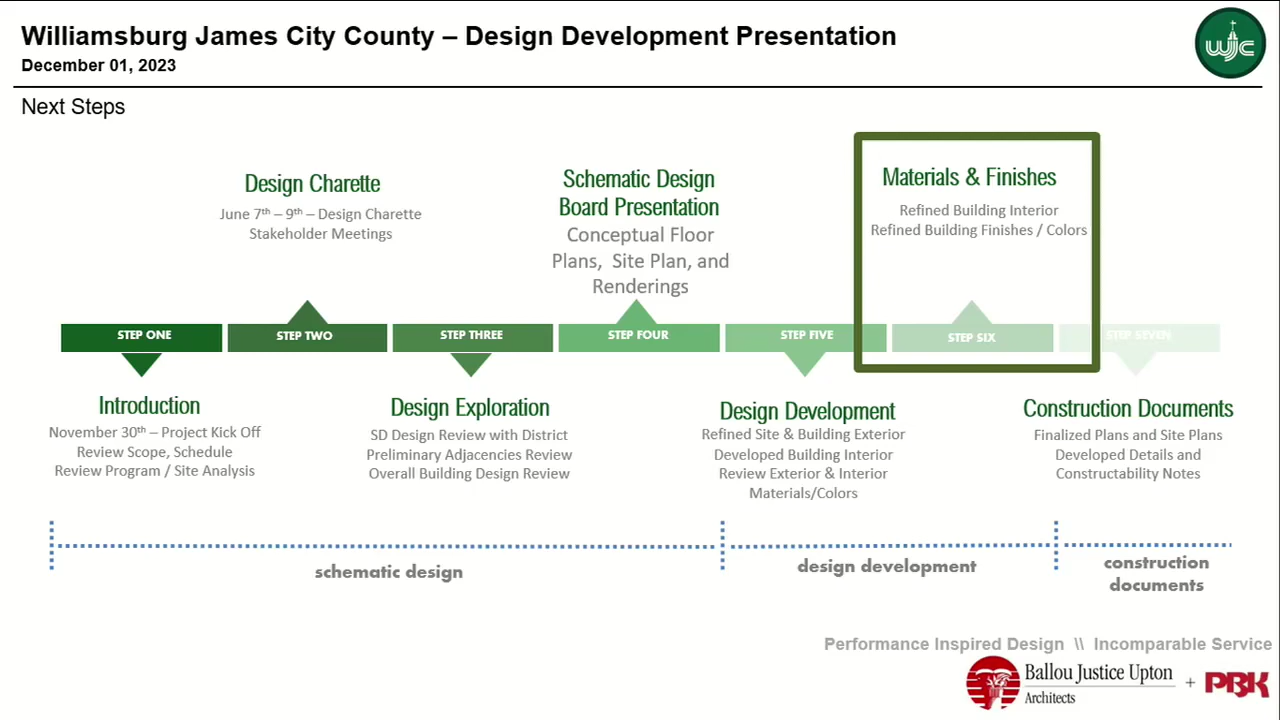 Williamsburg James City County – Design Development Presentation
December 01, 2023
WJC
Next Steps
Design Charette
June 7th – 9th – Design Charette
Stakeholder Meetings
Schematic Design
Board Presentation
Conceptual Floor
Plans, Site Plan, and
Renderings
Materials & Finishes
Refined Building Interior
Refined Building Finishes / Colors
STEP ONE
STEP TWO
STEP THREE
STEP FOUR
STEP FIVE
STEP SIX
STEP SEVEN
Introduction
November 30th – Project Kick Off
Review Scope, Schedule
Review Program / Site Analysis
Design Exploration
SD Design Review with District
Preliminary Adjacencies Review
Overall Building Design Review
Design Development
Refined Site & Building Exterior
Developed Building Interior
Review Exterior & Interior
Materials/Colors
Construction Documents
Finalized Plans and Site Plans
Developed Details and
Constructability Notes
schematic design
design development
construction
documents
Performance Inspired Design \\ Incomparable Service
Ballou Justice Upton
Architects
+ PBK